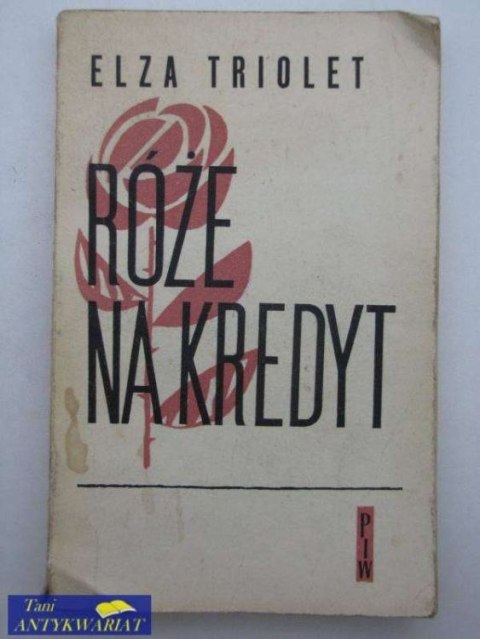 ELZA TRIOLET
RÓŻE
NA KREDYT
PIW
Tani
ANTYKWARIAT